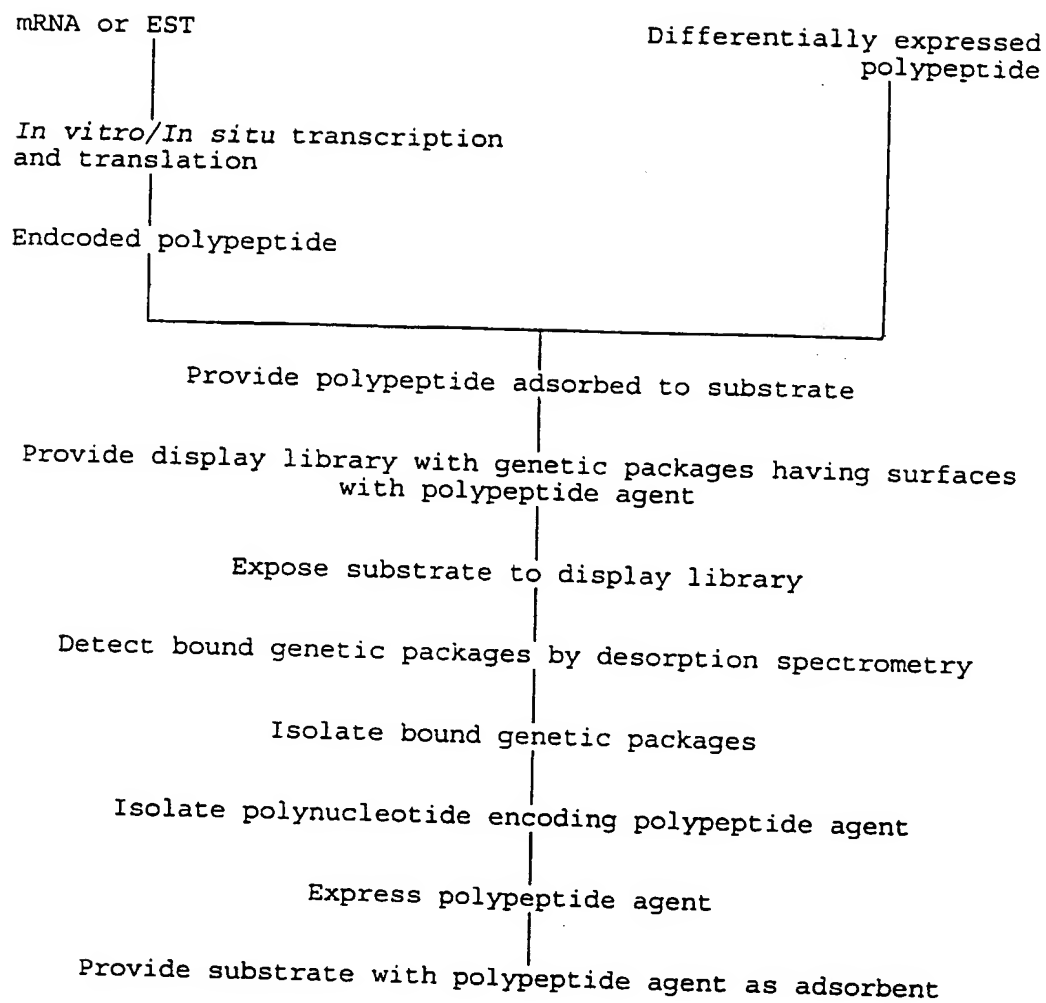 mRNA or EST
Differentially expressed
polypeptide
In vitro/In situ transcription
and translation
Endcoded polypeptide
Provide polypeptide adsorbed to substrate
Provide display library with genetic packages having surfaces
with polypeptide agent
Expose substrate to display library
Detect bound genetic packages by desorption spectrometry
Isolate bound genetic packages
Isolate polynucleotide encoding polypeptide agent
Express polypeptide agent
Provide substrate with polypeptide agent as adsorbent